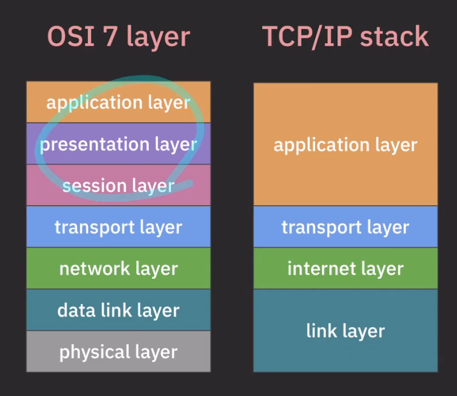 OSI 7 layer
application layer
presentation layer
session layer
transport layer
network layer
data link layer
physical layer
TCP/IP stack
application layer
transport layer
internet layer
link layer